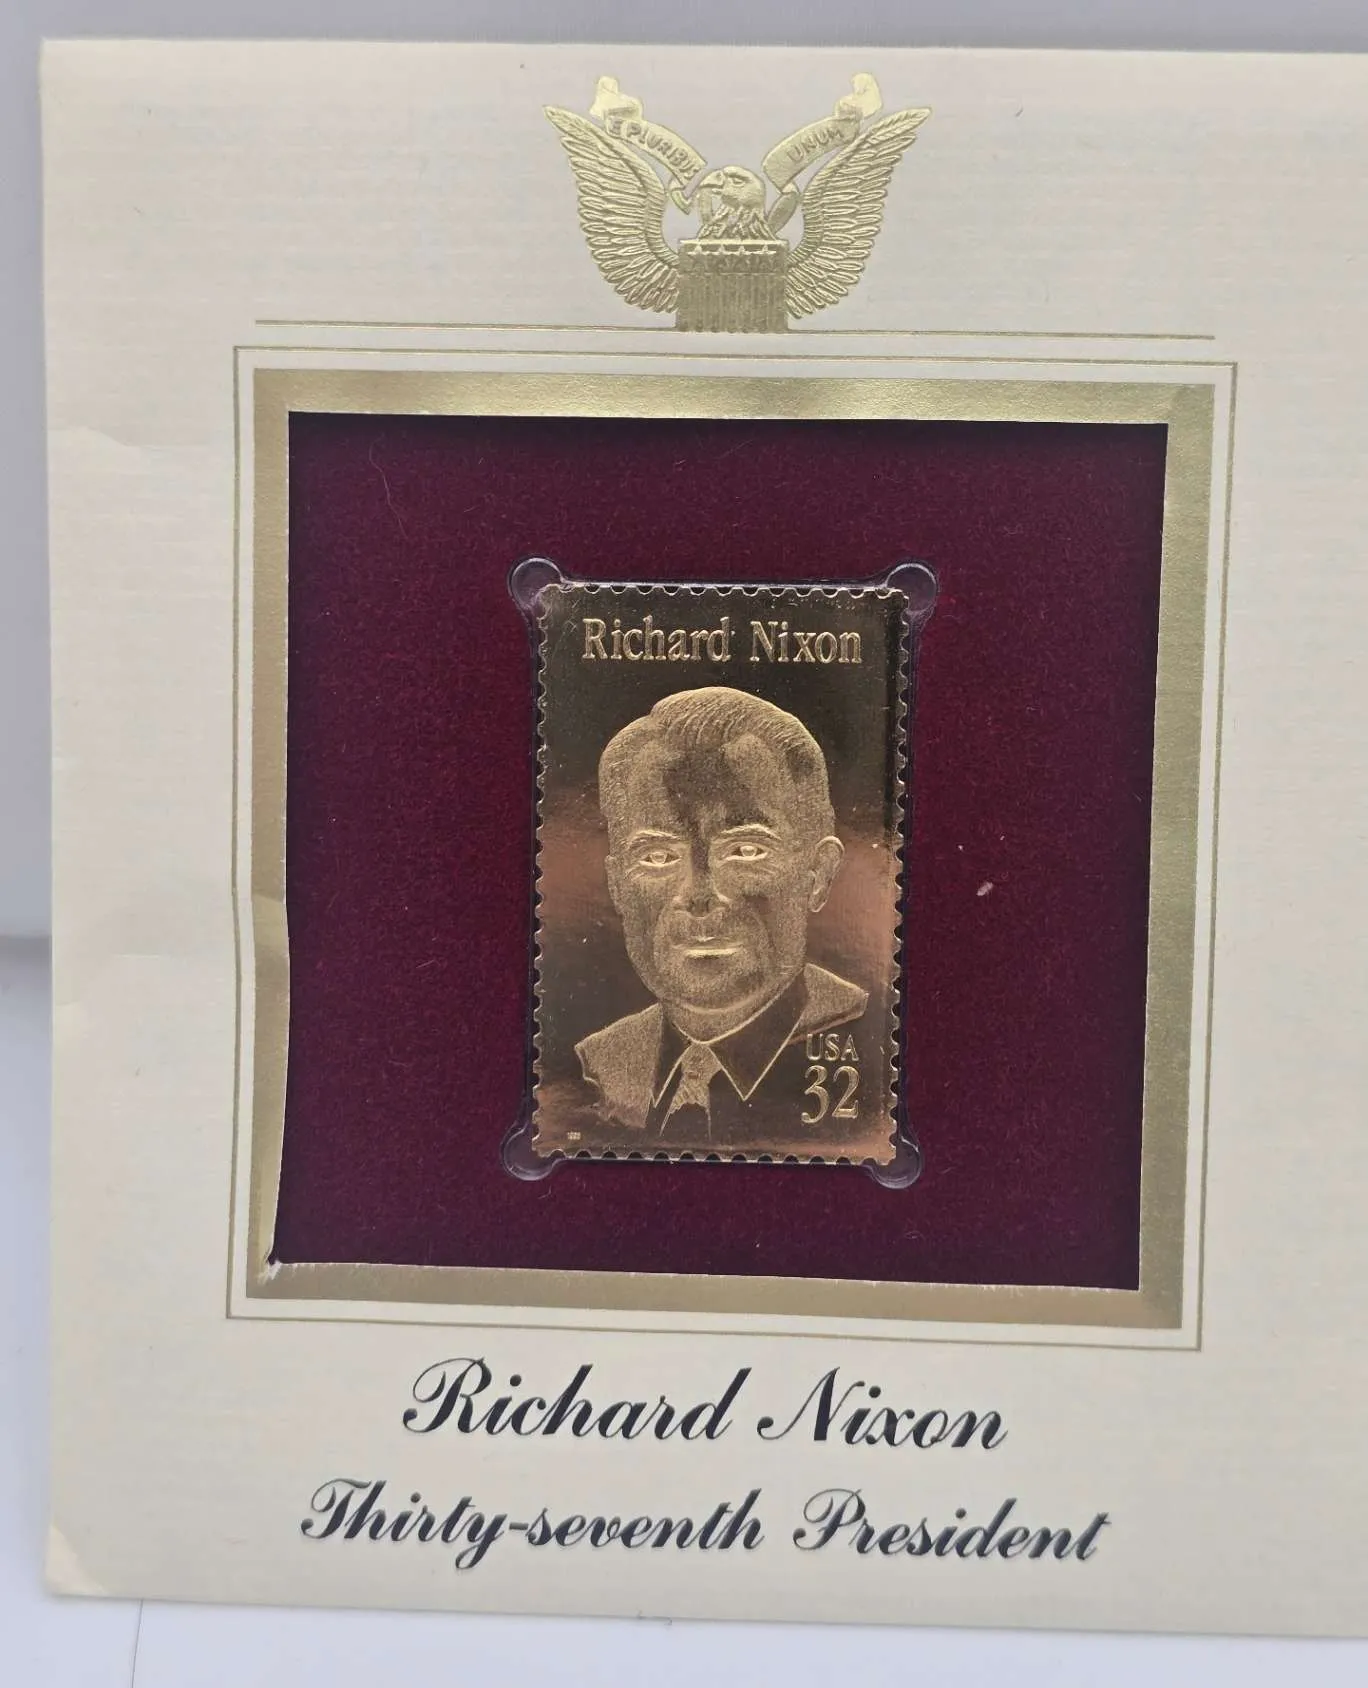 E PLURIBUS UNUM
Richard Nixon
USA
32
Richard Nixon
Thirty-seventh President